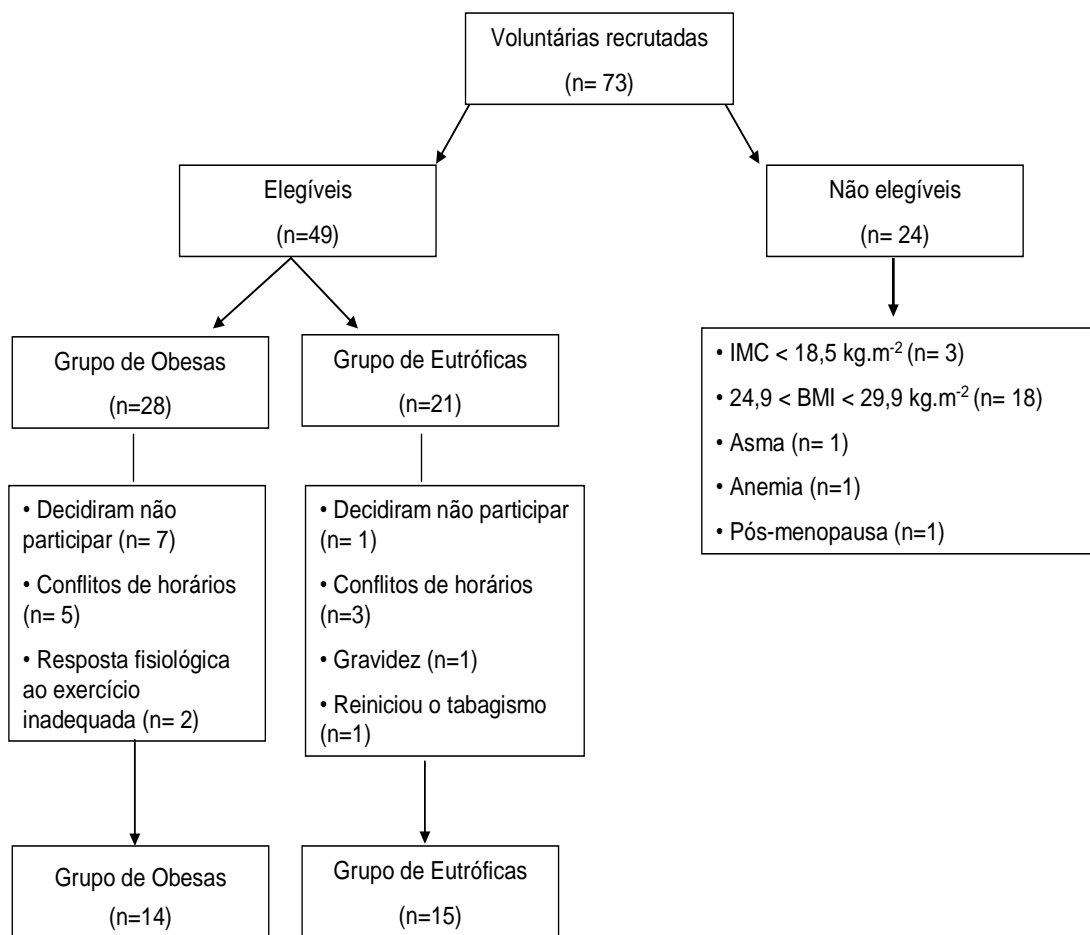 Voluntárias recrutadas
(n= 73)
Elegíveis
(n=49)
Não elegíveis
(n= 24)
Grupo de Obesas
(n=28)
Grupo de Eutróficas
(n=21)
• IMC < 18,5 kg.m-2 (n= 3)
• 24,9 < BMI < 29,9 kg.m-2 (n= 18)
• Asma (n= 1)
• Anemia (n=1)
• Pós-menopausa (n=1)
• Decidiram não
participar (n= 7)
• Conflitos de horários
(n= 5)
• Resposta fisiológica
ao exercício
inadequada (n= 2)
• Decidiram não participar
(n= 1)
• Conflitos de horários
(n=3)
• Gravidez (n=1)
• Reiniciou o tabagismo
(n=1)
Grupo de Obesas
(n=14)
Grupo de Eutróficas
(n=15)